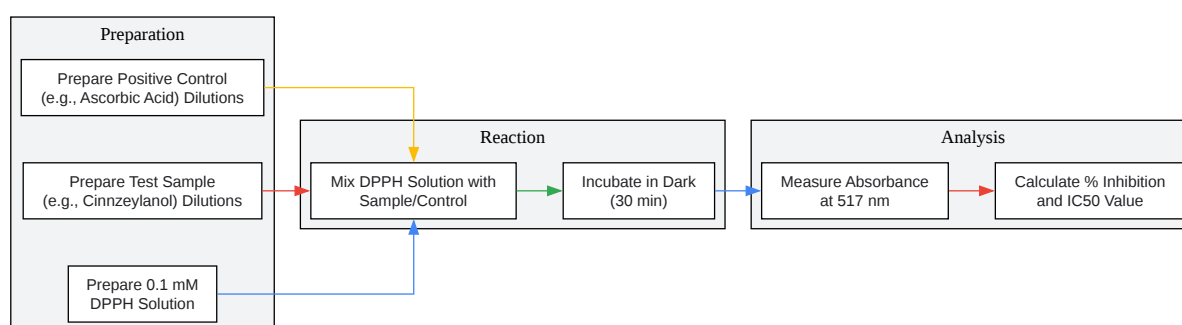 Preparation
Prepare Positive Control
(e.g., Ascorbic Acid) Dilutions
Prepare Test Sample
(e.g., Cinnzeylanol) Dilutions
Prepare 0.1 mM
DPPH Solution
Reaction
Mix DPPH Solution with
Sample/Control
Incubate in Dark
(30 min)
Analysis
Measure Absorbance
at 517 nm
Calculate % Inhibition
and IC50 Value